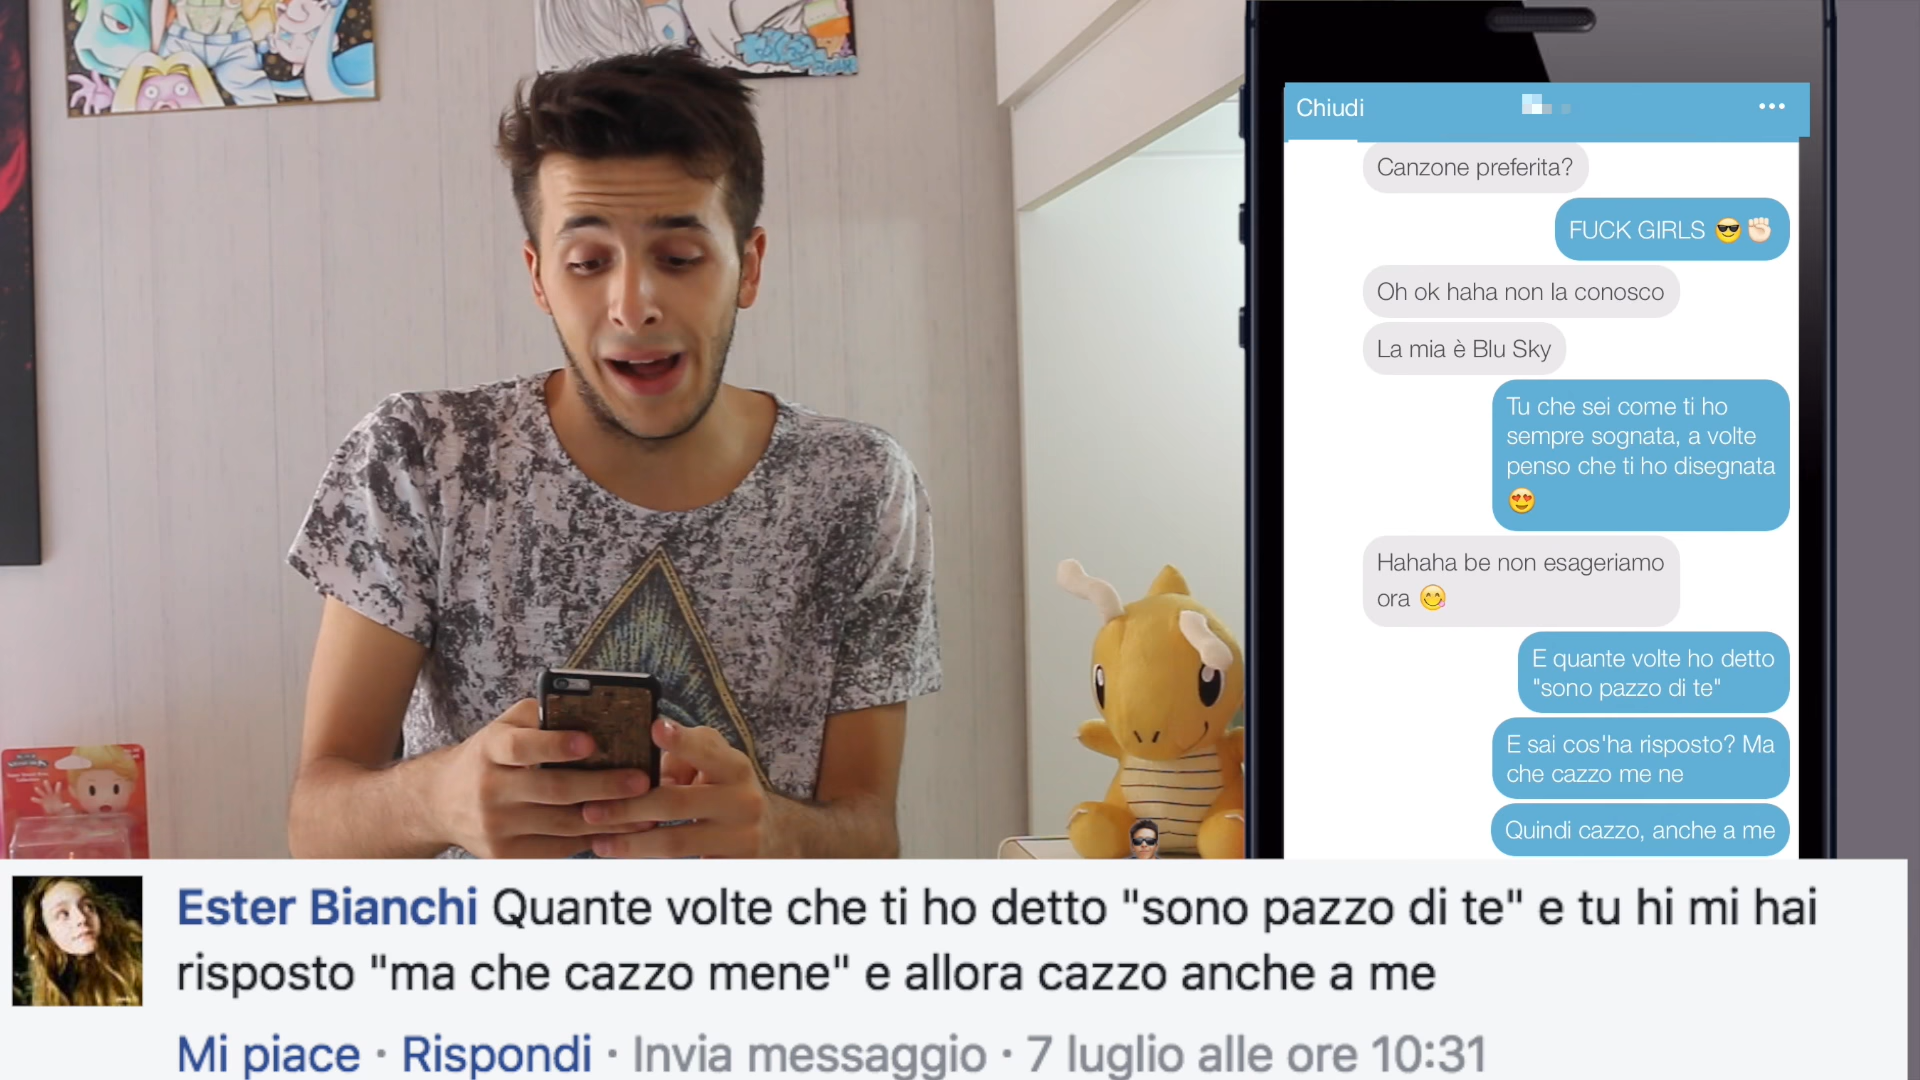 Chiudi
Canzone preferita?
FUCK GIRLS 😎✊🏻
Oh ok haha non la conosco
La mia è Blu Sky
Tu che sei come ti ho
sempre sognata, a volte
penso che ti ho disegnata
😍
Hahaha be non esageriamo
ora 😋
E quante volte ho detto
"sono pazzo di te"
E sai cos'ha risposto? Ma
che cazzo me ne
Quindi cazzo, anche a me
Ester Bianchi Quante volte che ti ho detto "sono pazzo di te" e tu hi mi hai
risposto "ma che cazzo mene" e allora cazzo anche a me
Mi piace · Rispondi · Invia messaggio · 7 luglio alle ore 10:31